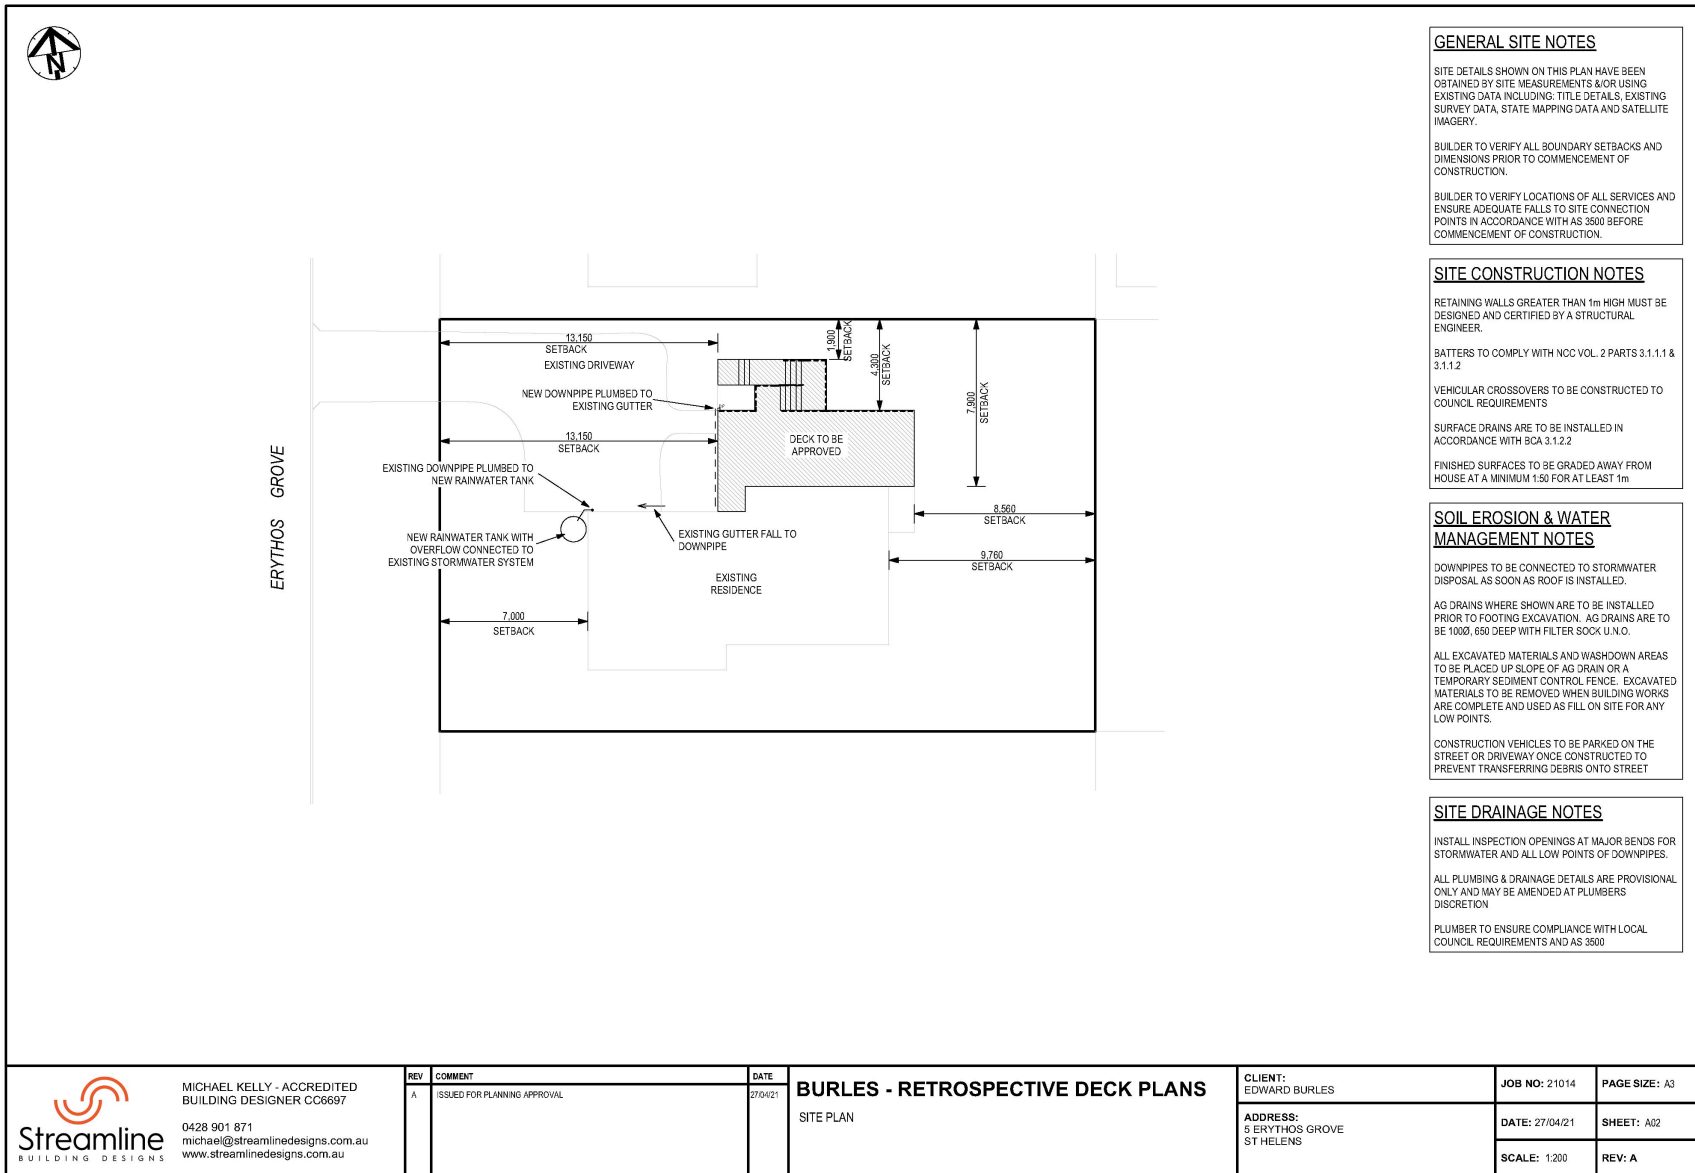 N
GENERAL SITE NOTES
SITE DETAILS SHOWN ON THIS PLAN HAVE BEEN
OBTAINED BY SITE MEASUREMENTS &/OR USING
EXISTING DATA INCLUDING: TITLE DETAILS, EXISTING
SURVEY DATA, STATE MAPPING DATA AND SATELLITE
IMAGERY.
BUILDER TO VERIFY ALL BOUNDARY SETBACKS AND
DIMENSIONS PRIOR TO COMMENCEMENT OF
CONSTRUCTION.
BUILDER TO VERIFY LOCATIONS OF ALL SERVICES AND
ENSURE ADEQUATE FALLS TO SITE CONNECTION
POINTS IN ACCORDANCE WITH AS 3500 BEFORE
COMMENCEMENT OF CONSTRUCTION.
SITE CONSTRUCTION NOTES
RETAINING WALLS GREATER THAN 1m HIGH MUST BE
DESIGNED AND CERTIFIED BY A STRUCTURAL
ENGINEER.
BATTERS TO COMPLY WITH NCC VOL. 2 PARTS 3.1.1.1 &
3.1.1.2
VEHICULAR CROSSOVERS TO BE CONSTRUCTED TO
COUNCIL REQUIREMENTS
SURFACE DRAINS ARE TO BE INSTALLED IN
ACCORDANCE WITH BCA 3.1.2.2
FINISHED SURFACES TO BE GRADED AWAY FROM
HOUSE AT A MINIMUM 1:50 FOR AT LEAST 1m
SOIL EROSION & WATER
MANAGEMENT NOTES
DOWNPIPES TO BE CONNECTED TO STORMWATER
DISPOSAL AS SOON AS ROOF IS INSTALLED.
AG DRAINS WHERE SHOWN ARE TO BE INSTALLED
PRIOR TO FOOTING EXCAVATION. AG DRAINS ARE TO
BE 100Ø, 650 DEEP WITH FILTER SOCK U.N.O.
ALL EXCAVATED MATERIALS AND WASHDOWN AREAS
TO BE PLACED UP SLOPE OF AG DRAIN OR A
TEMPORARY SEDIMENT CONTROL FENCE. EXCAVATED
MATERIALS TO BE REMOVED WHEN BUILDING WORKS
ARE COMPLETE AND USED AS FILL ON SITE FOR ANY
LOW POINTS.
CONSTRUCTION VEHICLES TO BE PARKED ON THE
STREET OR DRIVEWAY ONCE CONSTRUCTED TO
PREVENT TRANSFERRING DEBRIS ONTO STREET
SITE DRAINAGE NOTES
INSTALL INSPECTION OPENINGS AT MAJOR BENDS FOR
STORMWATER AND ALL LOW POINTS OF DOWNPIPES.
ALL PLUMBING & DRAINAGE DETAILS ARE PROVISIONAL
ONLY AND MAY BE AMENDED AT PLUMBERS
DISCRETION
PLUMBER TO ENSURE COMPLIANCE WITH LOCAL
COUNCIL REQUIREMENTS AND AS 3500
ERYTHOS GROVE
13,150
SETBACK
EXISTING DRIVEWAY
1,900
SETBACK
4,300
SETBACK
7,900
SETBACK
NEW DOWNPIPE PLUMBED TO
EXISTING GUTTER
13,150
SETBACK
DECK TO BE
APPROVED
EXISTING DOWNPIPE PLUMBED TO
NEW RAINWATER TANK
8,560
SETBACK
NEW RAINWATER TANK WITH
OVERFLOW CONNECTED TO
EXISTING STORMWATER SYSTEM
EXISTING GUTTER FALL TO
DOWNPIPE
9,760
SETBACK
EXISTING
RESIDENCE
7,000
SETBACK
Streamline
BUILDING DESIGNS
MICHAEL KELLY - ACCREDITED
BUILDING DESIGNER CC6697
0428 901 871
michael@streamlinedesigns.com.au
www.streamlinedesigns.com.au
REV COMMENT DATE
A ISSUED FOR PLANNING APPROVAL 27/04/21
BURLES - RETROSPECTIVE DECK PLANS
SITE PLAN
CLIENT:
EDWARD BURLES
ADDRESS:
5 ERYTHOS GROVE
ST HELENS
JOB NO: 21014
PAGE SIZE: A3
DATE: 27/04/21
SHEET: A02
SCALE: 1:200
REV: A